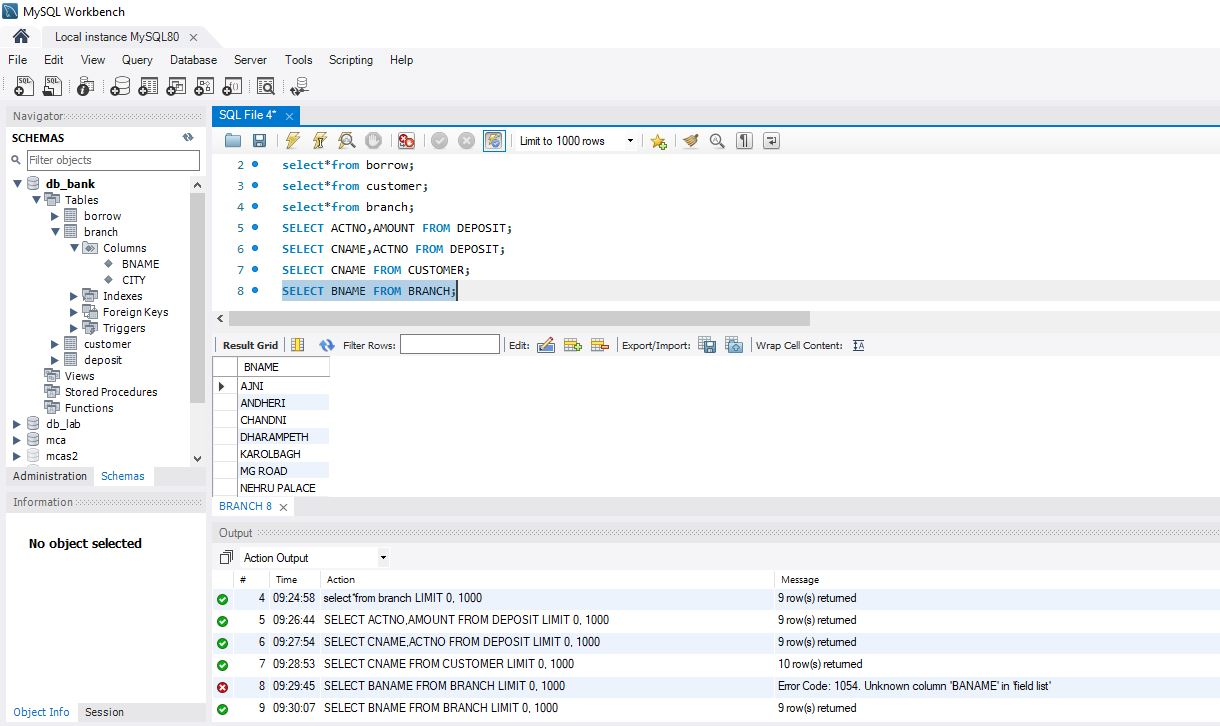 MySQL Workbench
Local instance MySQL80
File Edit View Query Database Server Tools Scripting Help
Navigator
SCHEMAS
Filter objects
db_bank
Tables
borrow
branch
Columns
BNAME
CITY
Indexes
Foreign Keys
Triggers
customer
deposit
Views
Stored Procedures
Functions
db_lab
mca
mcas2
Administration Schemas
Information
No object selected
Object Info Session
SQL File 4*
Limit to 1000 rows
2 select*from borrow;
3 select*from customer;
4 select*from branch;
5 SELECT ACTNO,AMOUNT FROM DEPOSIT;
6 SELECT CNAME,ACTNO FROM DEPOSIT;
7 SELECT CNAME FROM CUSTOMER;
8 SELECT BNAME FROM BRANCH;
Result Grid Filter Rows: Edit: Export/Import: Wrap Cell Content:
BNAME
AJNI
ANDHERI
CHANDNI
DHARAMPETH
KAROLBAGH
MG ROAD
NEHRU PALACE
BRANCH 8
Output
Action Output
# Time Action Message
4 09:24:58 select*from branch LIMIT 0, 1000 9 row(s) returned
5 09:26:44 SELECT ACTNO,AMOUNT FROM DEPOSIT LIMIT 0, 1000 9 row(s) returned
6 09:27:54 SELECT CNAME,ACTNO FROM DEPOSIT LIMIT 0, 1000 9 row(s) returned
7 09:28:53 SELECT CNAME FROM CUSTOMER LIMIT 0, 1000 10 row(s) returned
8 09:29:45 SELECT BANAME FROM BRANCH LIMIT 0, 1000 Error Code: 1054. Unknown column 'BANAME' in 'field list'
9 09:30:07 SELECT BNAME FROM BRANCH LIMIT 0, 1000 9 row(s) returned